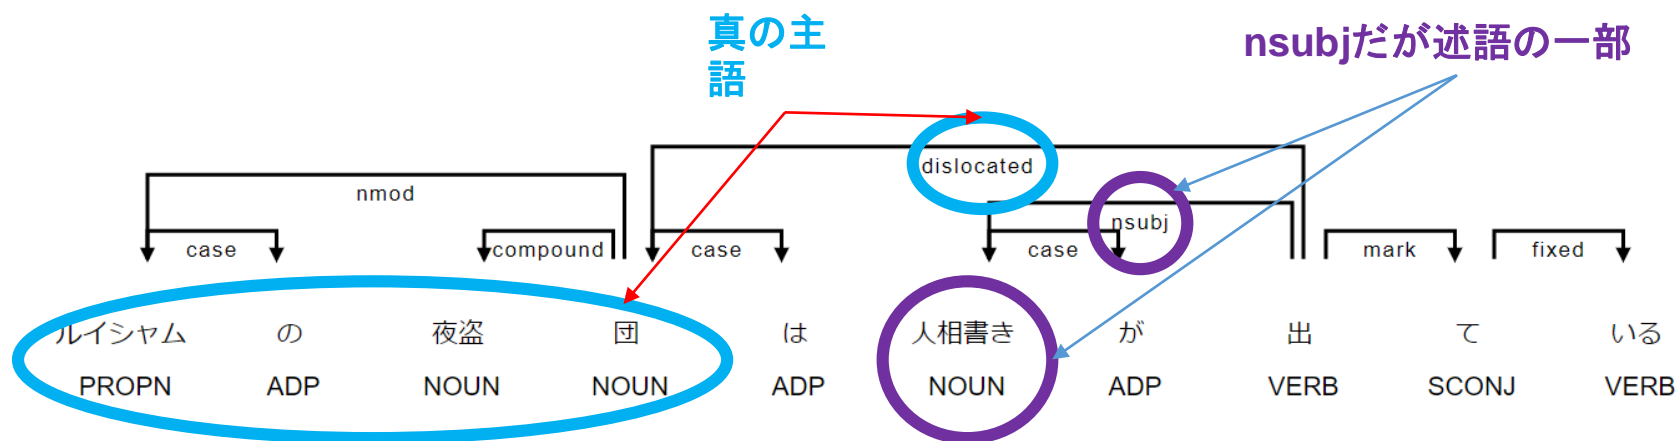 真の主
語
nsubjだが述語の一部
dislocated
nmod
nsubj
case compound case case mark fixed
ルイシャム の 夜盗 団 は 人相書き が 出 て いる
PROPN ADP NOUN NOUN ADP NOUN ADP VERB SCONJ VERB